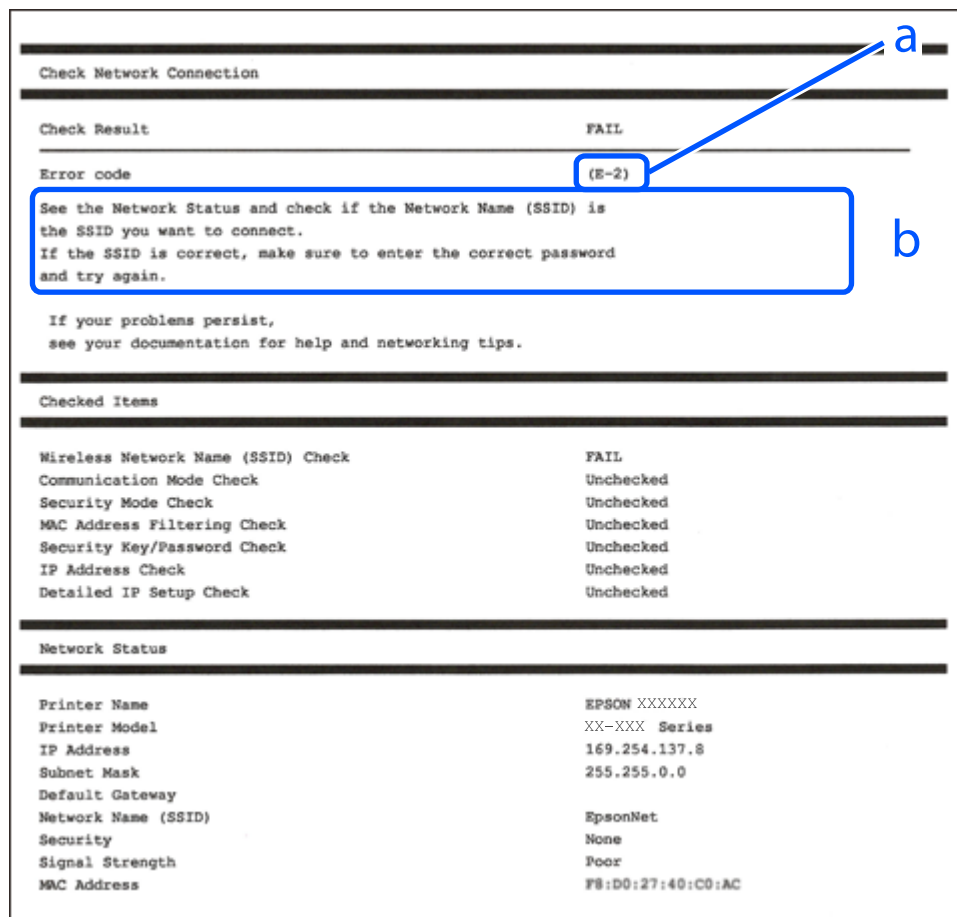 a
Check Network Connection
Check Result FAIL
Error code (E-2)
See the Network Status and check if the Network Name (SSID) is
the SSID you want to connect.
If the SSID is correct, make sure to enter the correct password
and try again.
b
If your problems persist,
see your documentation for help and networking tips.
Checked Items
Wireless Network Name (SSID) Check FAIL
Communication Mode Check Unchecked
Security Mode Check Unchecked
MAC Address Filtering Check Unchecked
Security Key/Password Check Unchecked
IP Address Check Unchecked
Detailed IP Setup Check Unchecked
Network Status
Printer Name EPSON XXXXXX
Printer Model XX-XXX Series
IP Address 169.254.137.8
Subnet Mask 255.255.0.0
Default Gateway
Network Name (SSID) EpsonNet
Security None
Signal Strength Poor
MAC Address F8:D0:27:40:C0:AC